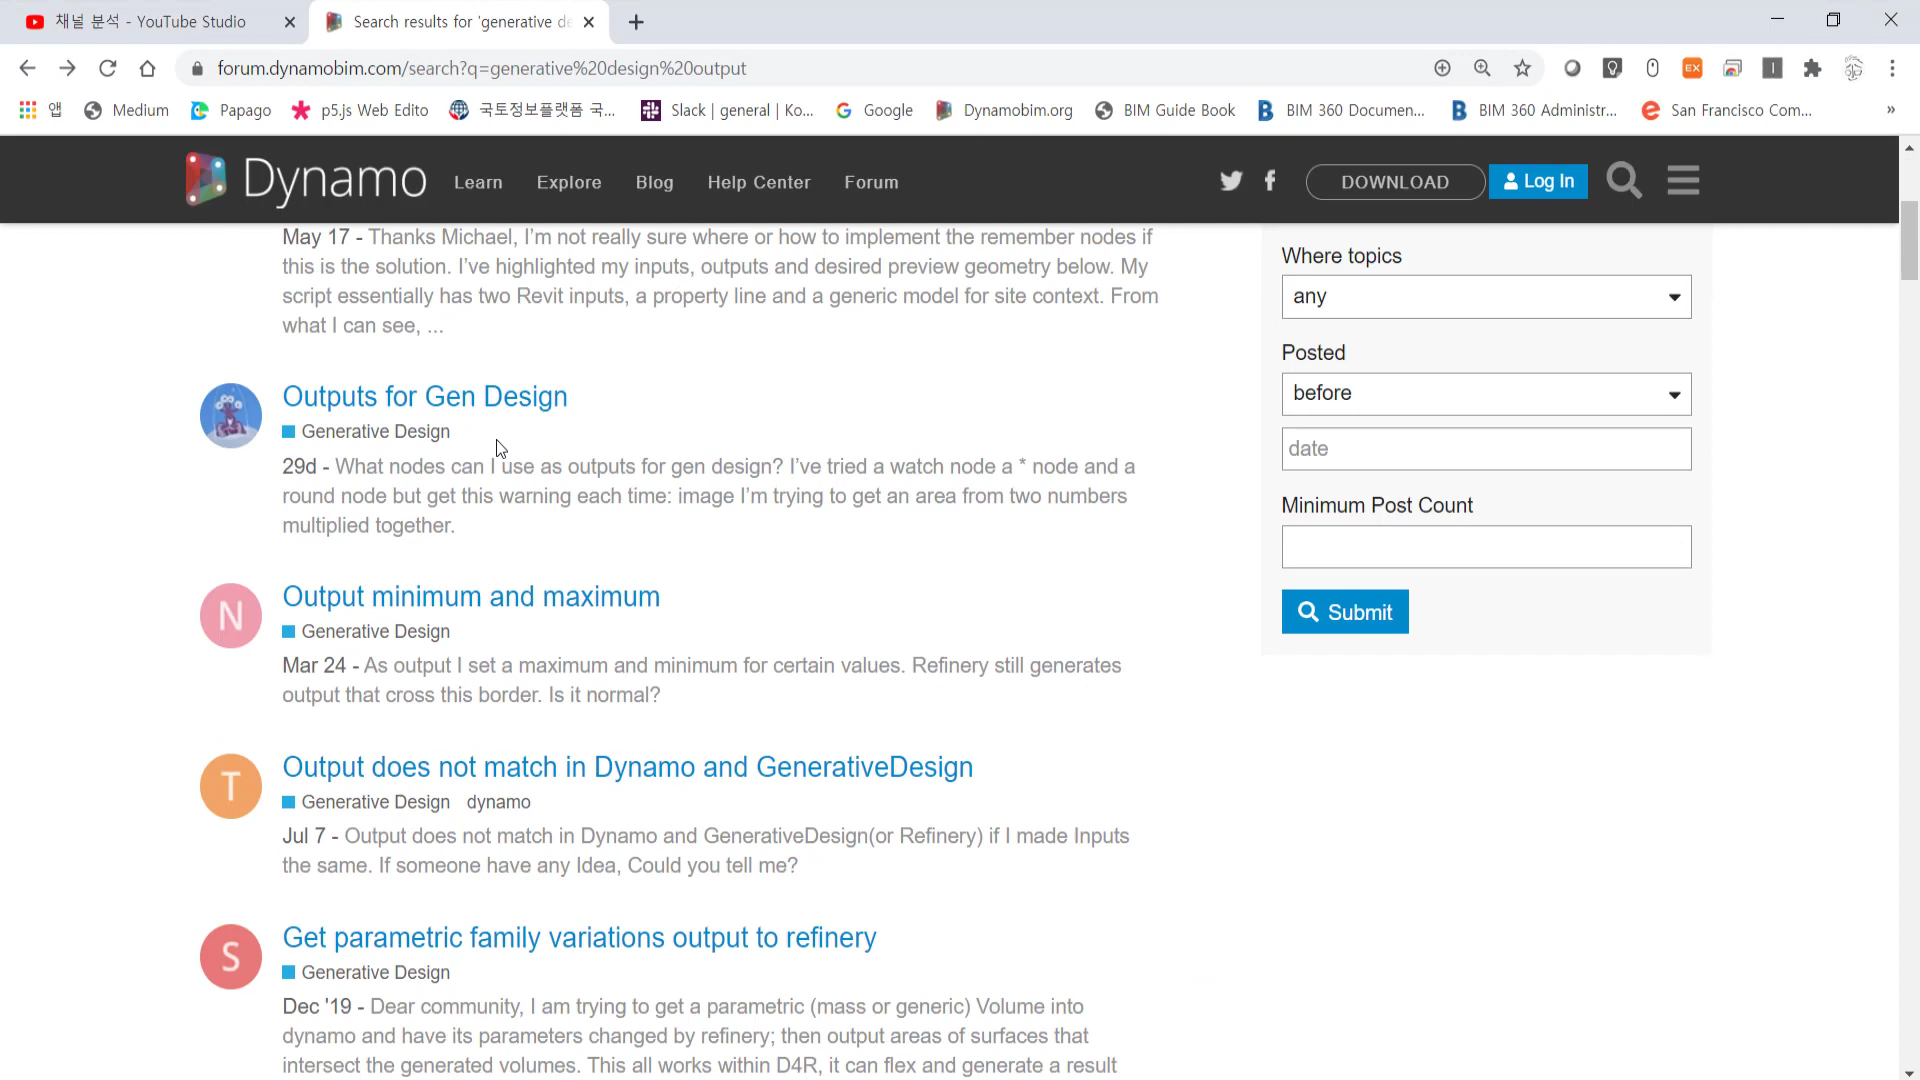 채널 분석 - YouTube Studio
Search results for 'generative de
forum.dynamobim.com/search?q=generative%20design%20output
EX
앱
Medium
Papago
p5.js Web Edito
국토정보플랫폼 국...
Slack | general | Ko...
Google
Dynamobim.org
BIM Guide Book
BIM 360 Documen...
BIM 360 Administr...
San Francisco Com...
»
Dynamo
Learn
Explore
Blog
Help Center
Forum
DOWNLOAD
Log In
May 17 - Thanks Michael, I'm not really sure where or how to implement the remember nodes if
this is the solution. I've highlighted my inputs, outputs and desired preview geometry below. My
script essentially has two Revit inputs, a property line and a generic model for site context. From
what I can see, ...
Outputs for Gen Design
Generative Design
29d - What nodes can I use as outputs for gen design? I've tried a watch node a * node and a
round node but get this warning each time: image I'm trying to get an area from two numbers
multiplied together.
N
Output minimum and maximum
Generative Design
Mar 24 - As output I set a maximum and minimum for certain values. Refinery still generates
output that cross this border. Is it normal?
T
Output does not match in Dynamo and GenerativeDesign
Generative Design dynamo
Jul 7 - Output does not match in Dynamo and GenerativeDesign(or Refinery) if I made Inputs
the same. If someone have any Idea, Could you tell me?
S
Get parametric family variations output to refinery
Generative Design
Dec '19 - Dear community, I am trying to get a parametric (mass or generic) Volume into
dynamo and have its parameters changed by refinery; then output areas of surfaces that
intersect the generated volumes. This all works within D4R, it can flex and generate a result
Where topics
any
Posted
before
date
Minimum Post Count
Submit